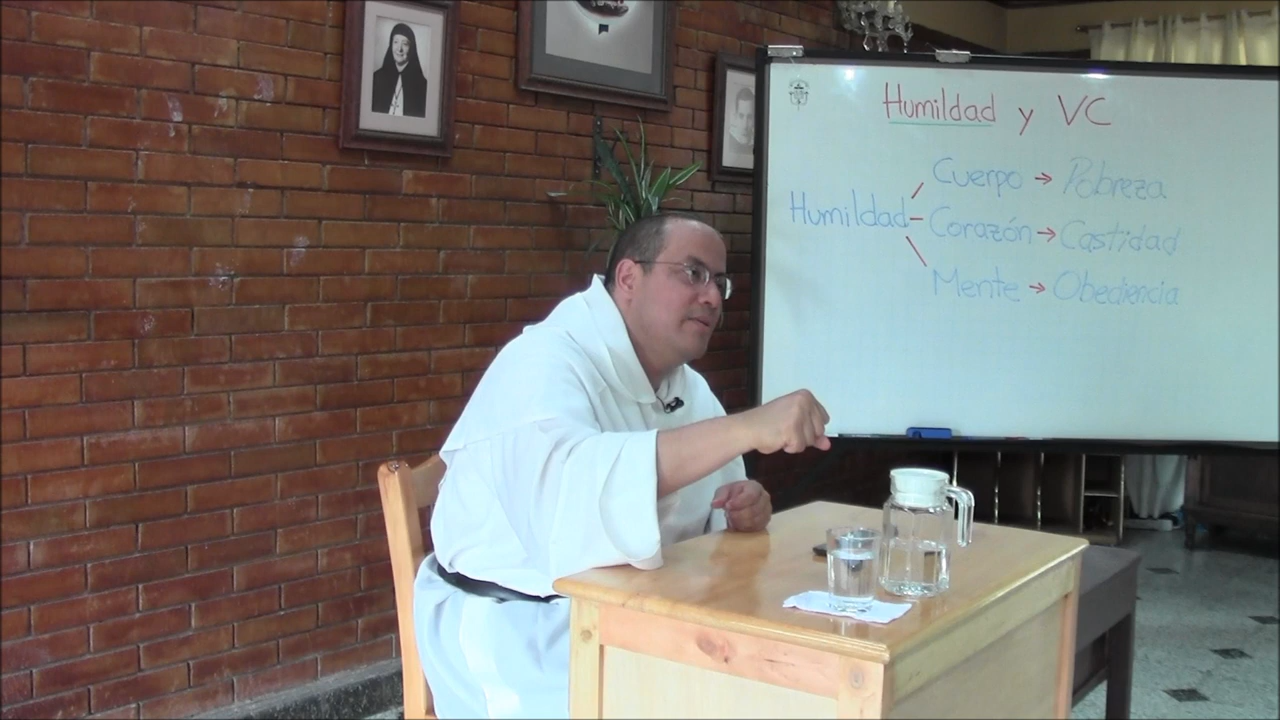 Humildad y VC
Cuerpo → Pobreza
Humildad - Corazón → Castidad
Mente → Obediencia